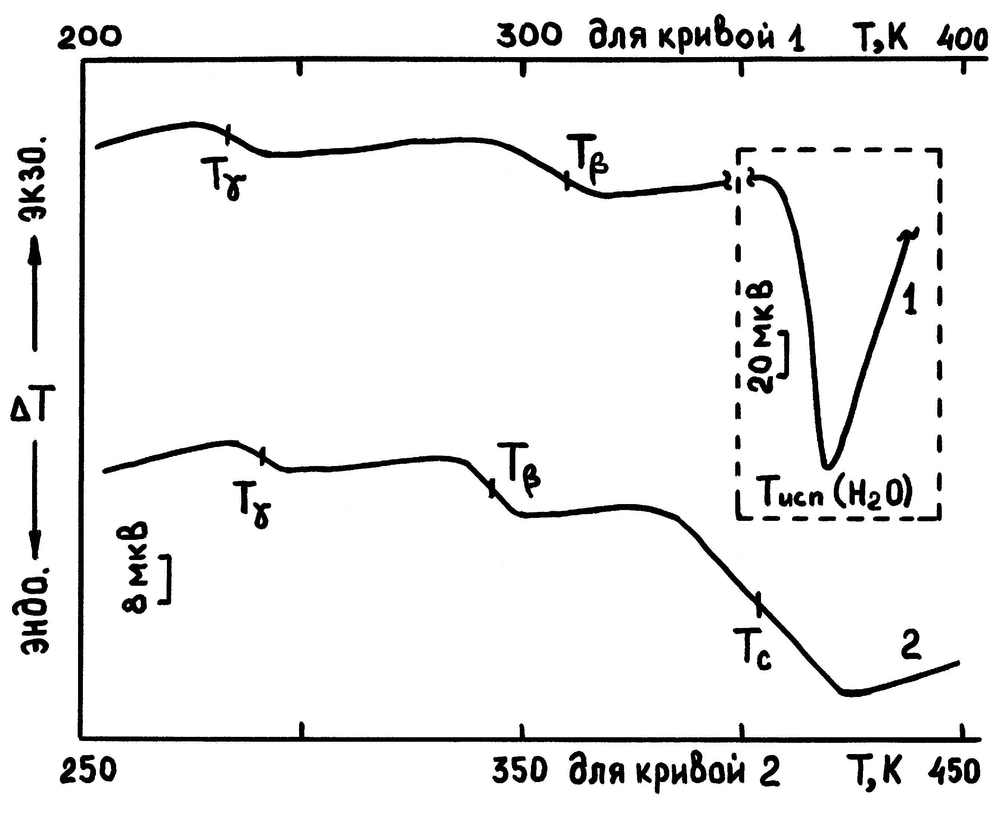 200 300 для кривой 1 T,K 400
ЭКЗО.
ΔT
ЭНДО.
Tγ
Tβ
20 мкВ
1
Tисп (H₂O)
Tγ
Tβ
8 мкВ
Tc
2
250 350 для кривой 2 T,K 450